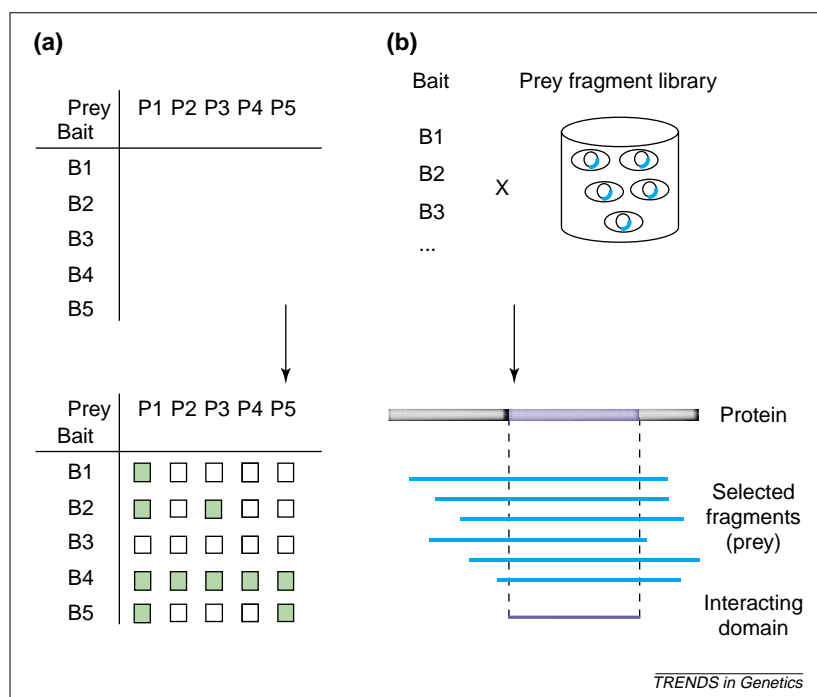 (a)
Prey P1 P2 P3 P4 P5
Bait
B1
B2
B3
B4
B5
Prey P1 P2 P3 P4 P5
Bait
B1
B2
B3
B4
B5
(b)
Bait Prey fragment library
B1
B2
X
B3
...
Protein
Selected
fragments
(prey)
Interacting
domain
TRENDS in Genetics